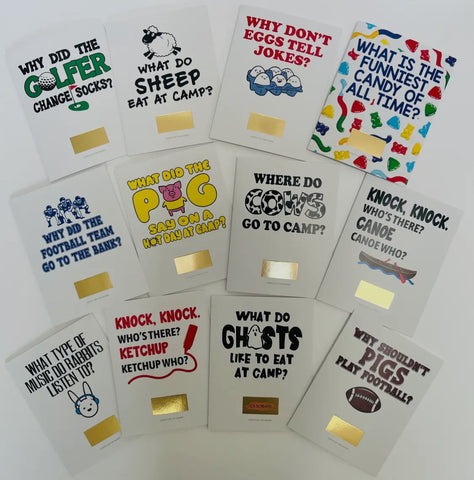 WHY DID THE
GOLFER
CHANGE SOCKS?
WHAT DO
SHEEP
EAT AT CAMP?
WHY DON'T
EGGS TELL
JOKES?
WHAT IS THE
FUNNIEST
CANDY OF
ALL TIME?
WHY DID THE
FOOTBALL TEAM
GO TO THE BANK?
WHAT DID THE
PIG
SAY ON A
HOT DAY AT CAMP?
WHERE DO
COWS
GO TO CAMP?
KNOCK, KNOCK.
WHO'S THERE?
CANOE
CANOE WHO?
WHAT TYPE OF
MUSIC DO RABBITS
LISTEN TO?
KNOCK, KNOCK.
WHO'S THERE?
KETCHUP
KETCHUP WHO?
WHAT DO
GHOSTS
LIKE TO EAT
AT CAMP?
WHY SHOULDN'T
PIGS
PLAY FOOTBALL?